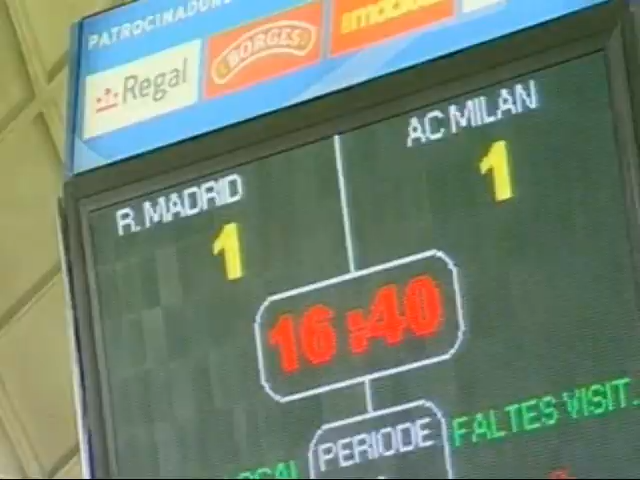 PATROCINADORS
Regal
BORGES
R. MADRID
AC MILAN
1
1
16:40
PERIODE
FALTES VISIT.